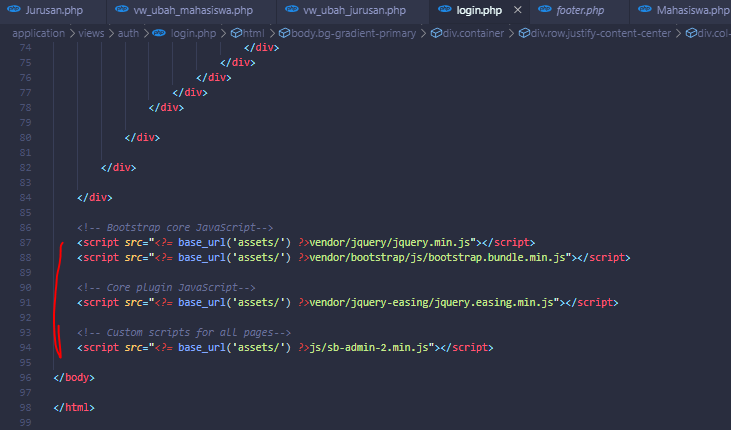 Jurusan.php vw_ubah_mahasiswa.php vw_ubah_jurusan.php login.php × footer.php Mahasiswa.php
application > views > auth > login.php > html > body.bg-gradient-primary > div.container > div.row.justify-content-center > div.col-
74 </div>
75 </div>
76 </div>
77 </div>
78 </div>
79
80 </div>
81
82 </div>
83
84 </div>
85
86 <!-- Bootstrap core JavaScript-->
87 <script src="<?= base_url('assets/') ?>vendor/jquery/jquery.min.js"></script>
88 <script src="<?= base_url('assets/') ?>vendor/bootstrap/js/bootstrap.bundle.min.js"></script>
89
90 <!-- Core plugin JavaScript-->
91 <script src="<?= base_url('assets/') ?>vendor/jquery-easing/jquery.easing.min.js"></script>
92
93 <!-- Custom scripts for all pages-->
94 <script src="<?= base_url('assets/') ?>js/sb-admin-2.min.js"></script>
95
96 </body>
97
98 </html>
99